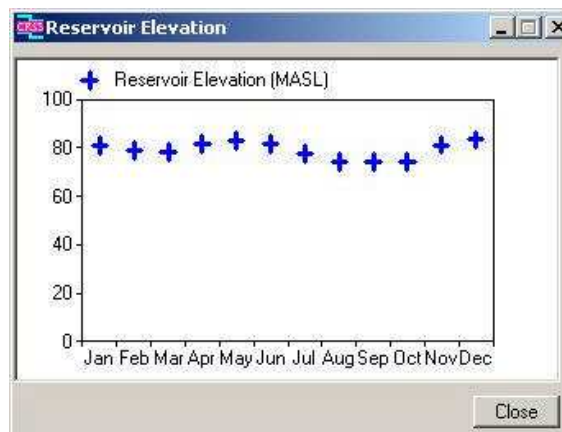 CRSS Reservoir Elevation
Reservoir Elevation (MASL)
100
80
60
40
20
0
Jan Feb Mar Apr May Jun Jul Aug Sep Oct Nov Dec
Close